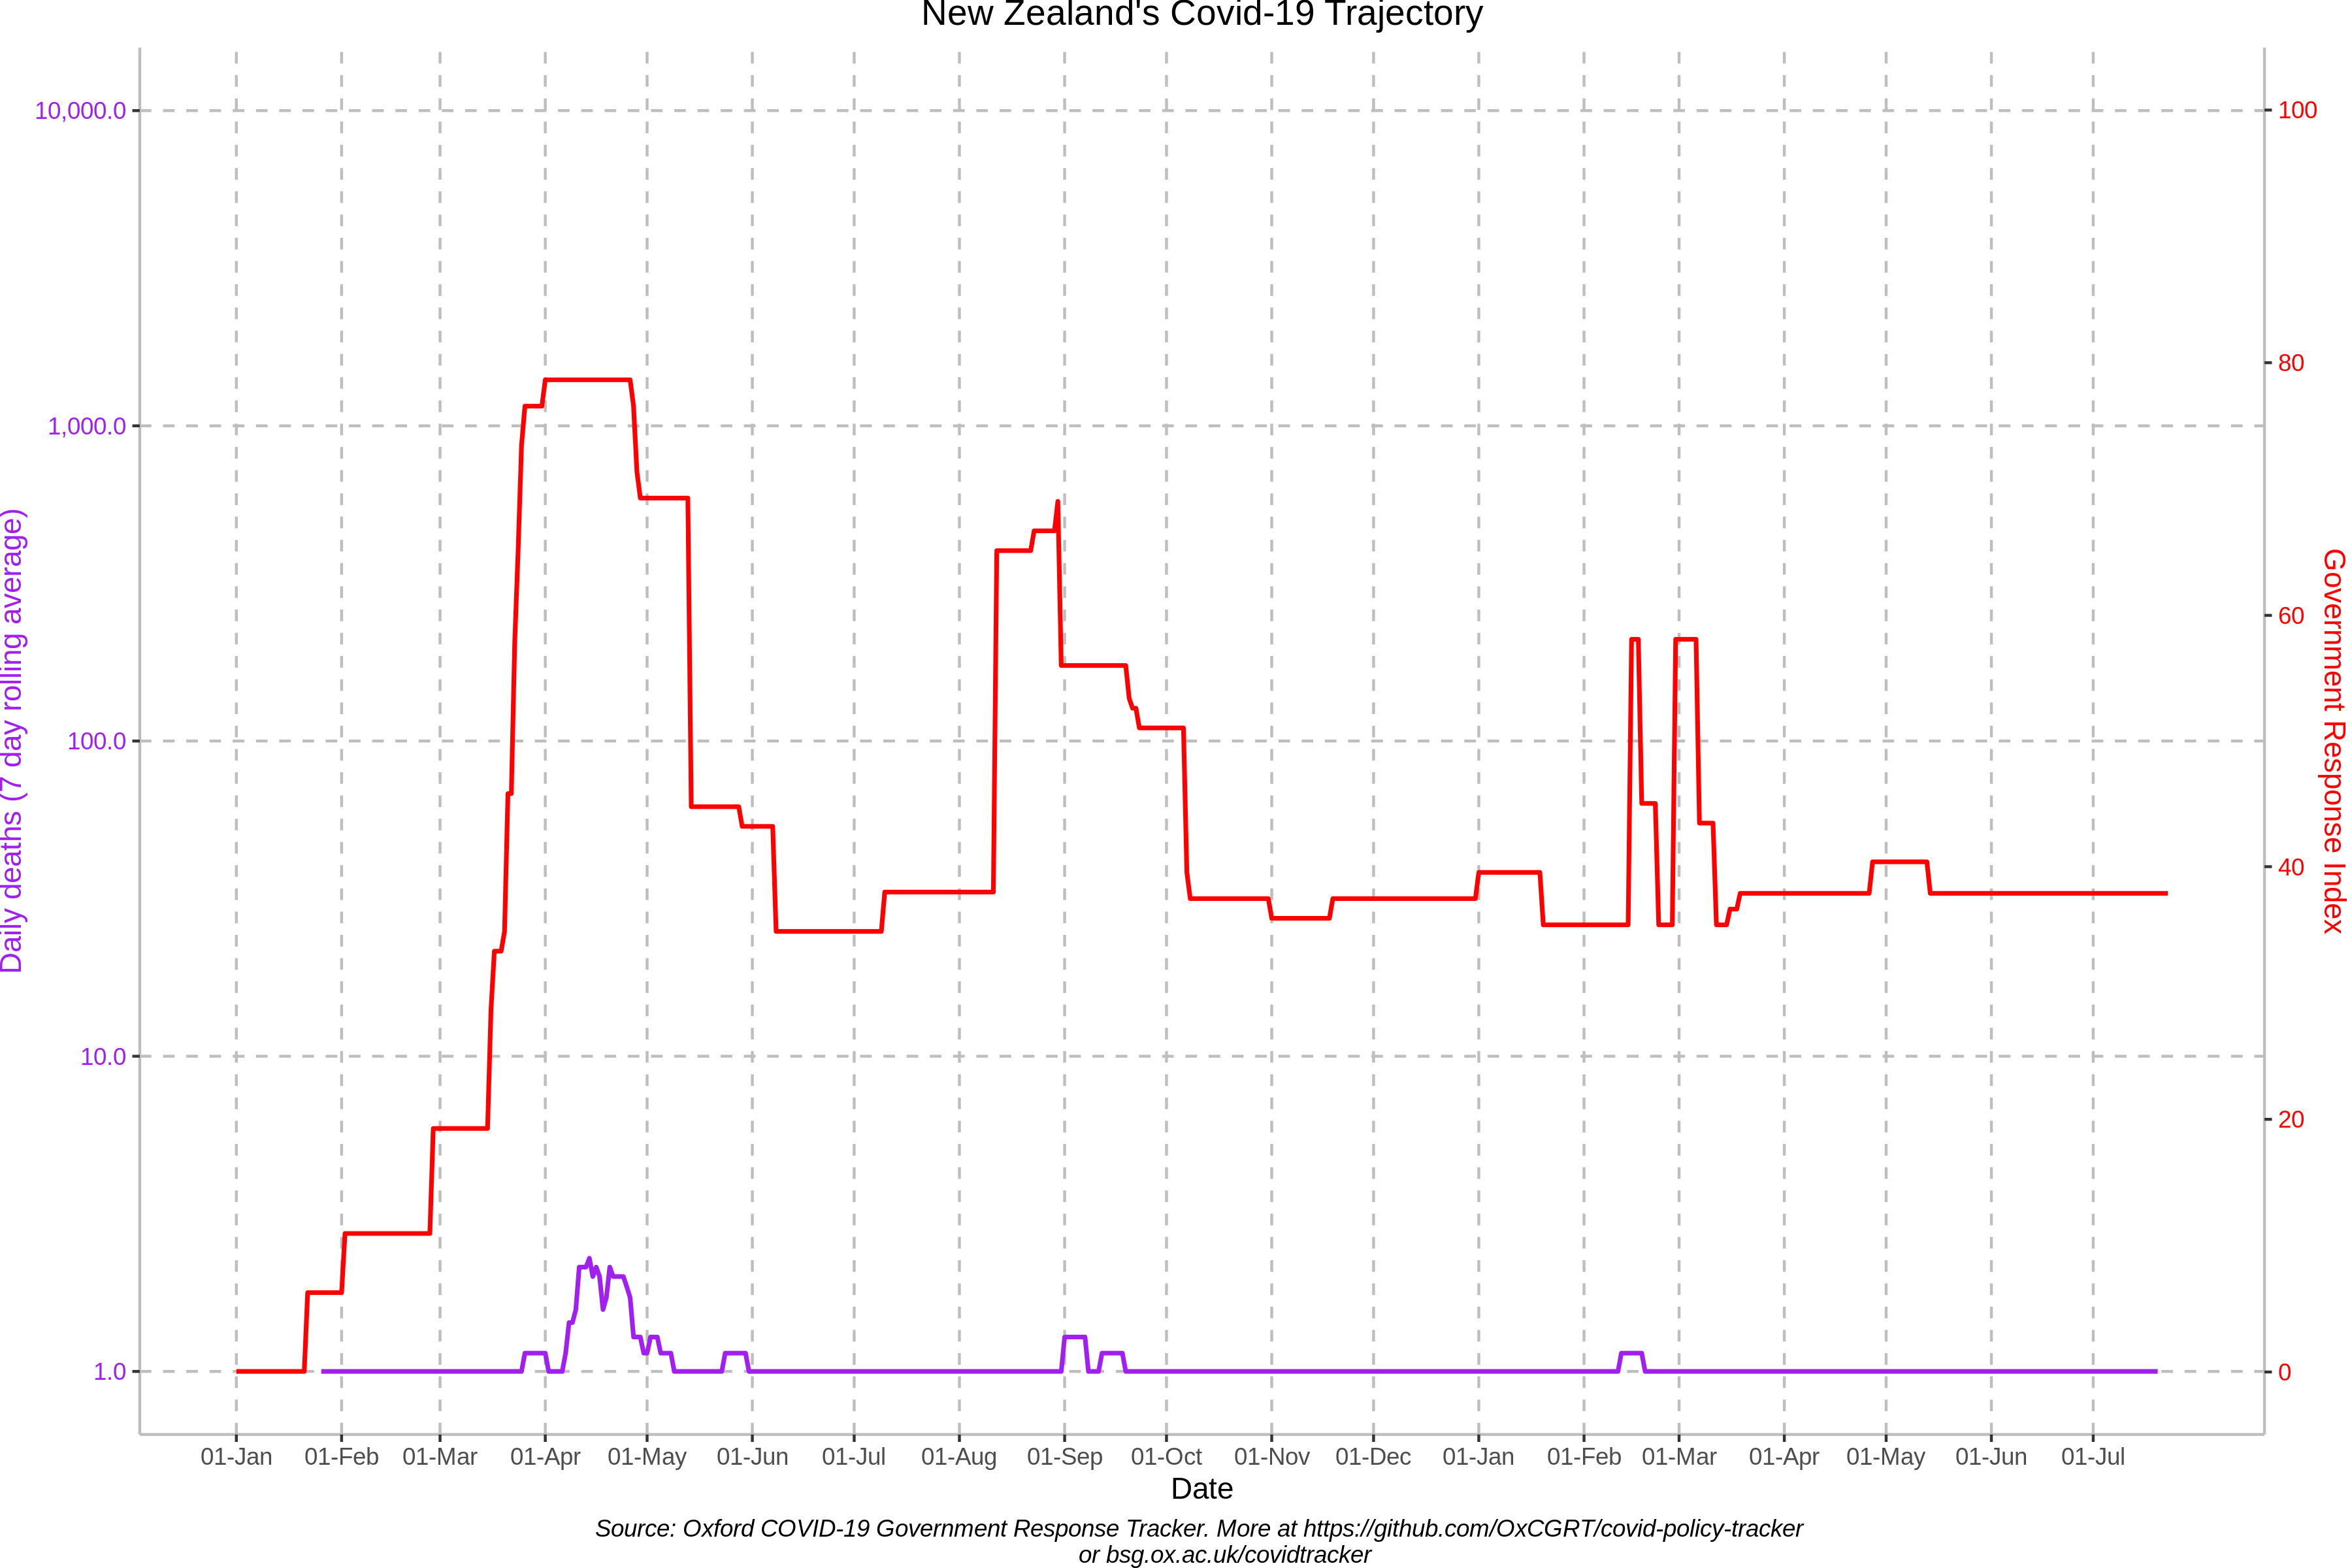 New Zealand's Covid-19 Trajectory
Daily deaths (7 day rolling average)
10,000.0
1,000.0
100.0
10.0
1.0
100
80
60
40
20
0
Government Response Index
01-Jan 01-Feb 01-Mar 01-Apr 01-May 01-Jun 01-Jul 01-Aug 01-Sep 01-Oct 01-Nov 01-Dec 01-Jan 01-Feb 01-Mar 01-Apr 01-May 01-Jun 01-Jul
Date
Source: Oxford COVID-19 Government Response Tracker. More at https://github.com/OxCGRT/covid-policy-tracker
or bsg.ox.ac.uk/covidtracker